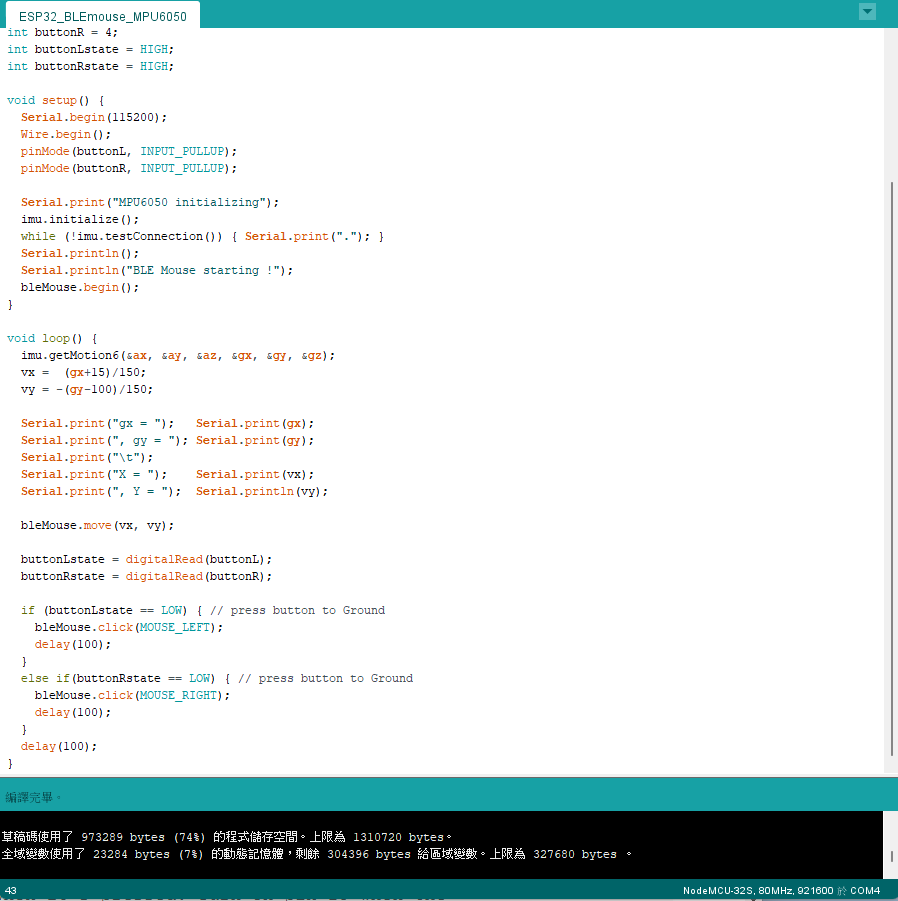 ESP32_BLEmouse_MPU6050
int buttonR = 4;
int buttonLstate = HIGH;
int buttonRstate = HIGH;
void setup() {
  Serial.begin(115200);
  Wire.begin();
  pinMode(buttonL, INPUT_PULLUP);
  pinMode(buttonR, INPUT_PULLUP);
  Serial.print("MPU6050 initializing");
  imu.initialize();
  while (!imu.testConnection()) { Serial.print("."); }
  Serial.println();
  Serial.println("BLE Mouse starting !");
  bleMouse.begin();
}
void loop() {
  imu.getMotion6(&ax, &ay, &az, &gx, &gy, &gz);
  vx =  (gx+15)/150;
  vy = -(gy-100)/150;
  Serial.print("gx = ");   Serial.print(gx);
  Serial.print(", gy = "); Serial.print(gy);
  Serial.print("\t");
  Serial.print("X = ");    Serial.print(vx);
  Serial.print(", Y = ");  Serial.println(vy);
  bleMouse.move(vx, vy);
  buttonLstate = digitalRead(buttonL);
  buttonRstate = digitalRead(buttonR);
  if (buttonLstate == LOW) { // press button to Ground
    bleMouse.click(MOUSE_LEFT);
    delay(100);
  }
  else if(buttonRstate == LOW) { // press button to Ground
    bleMouse.click(MOUSE_RIGHT);
    delay(100);
  }
  delay(100);
}
編譯完畢。
草稿碼使用了 973289 bytes (74%) 的程式儲存空間。上限為 1310720 bytes。
全域變數使用了 23284 bytes (7%) 的動態記憶體，剩餘 304396 bytes 給區域變數。上限為 327680 bytes 。
43 NodeMCU-32S, 80MHz, 921600 於 COM4